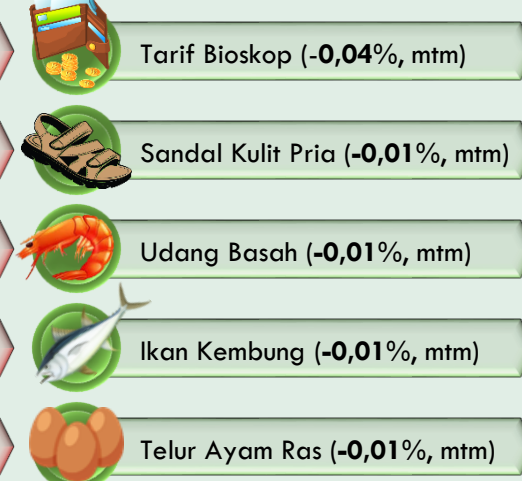 Tarif Bioskop (-0,04%, mtm)
Sandal Kulit Pria (-0,01%, mtm)
Udang Basah (-0,01%, mtm)
Ikan Kembung (-0,01%, mtm)
Telur Ayam Ras (-0,01%, mtm)